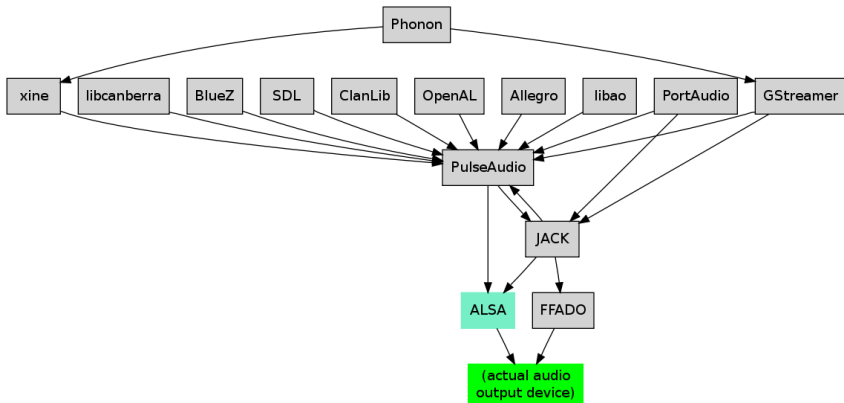 Phonon
xine
libcanberra
BlueZ
SDL
ClanLib
OpenAL
Allegro
libao
PortAudio
GStreamer
PulseAudio
JACK
ALSA
FFADO
(actual audio
output device)